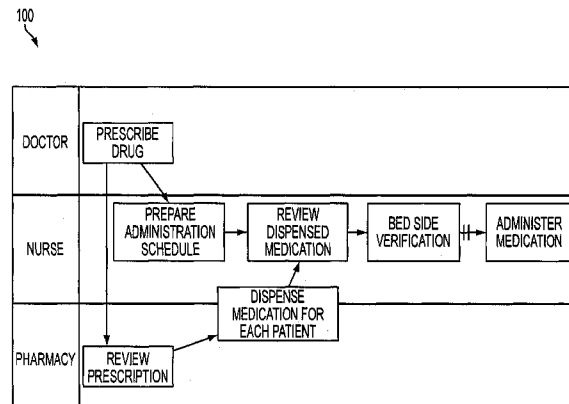 100
DOCTOR
PRESCRIBE
DRUG
NURSE
PREPARE
ADMINISTRATION
SCHEDULE
REVIEW
DISPENSED
MEDICATION
BED SIDE
VERIFICATION
ADMINISTER
MEDICATION
DISPENSE
MEDICATION FOR
EACH PATIENT
PHARMACY
REVIEW
PRESCRIPTION